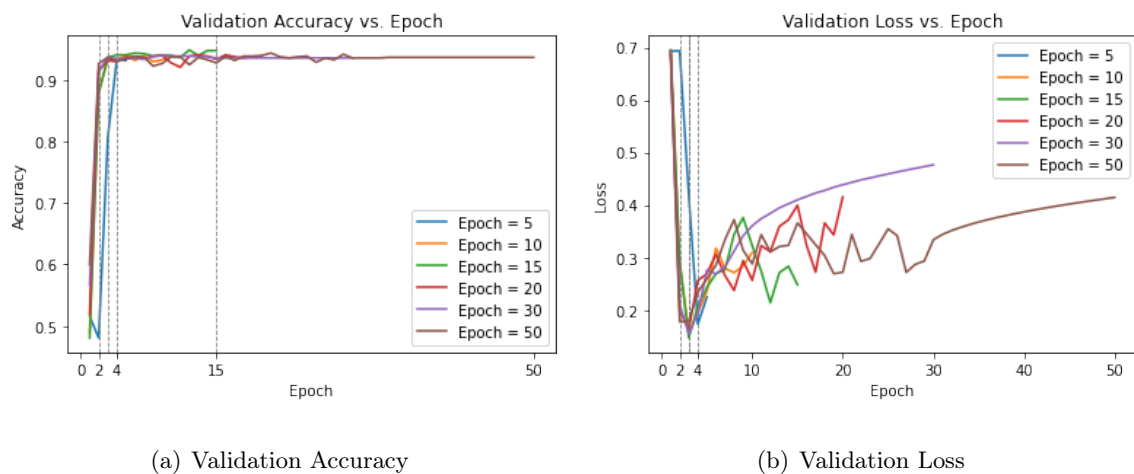 Validation Accuracy vs. Epoch
Accuracy
0.9
0.8
0.7
0.6
0.5
Epoch = 5
Epoch = 10
Epoch = 15
Epoch = 20
Epoch = 30
Epoch = 50
0 2 4 15 50
Epoch
(a) Validation Accuracy
Validation Loss vs. Epoch
Loss
0.7
0.6
0.5
0.4
0.3
0.2
Epoch = 5
Epoch = 10
Epoch = 15
Epoch = 20
Epoch = 30
Epoch = 50
0 2 4 10 20 30 40 50
Epoch
(b) Validation Loss